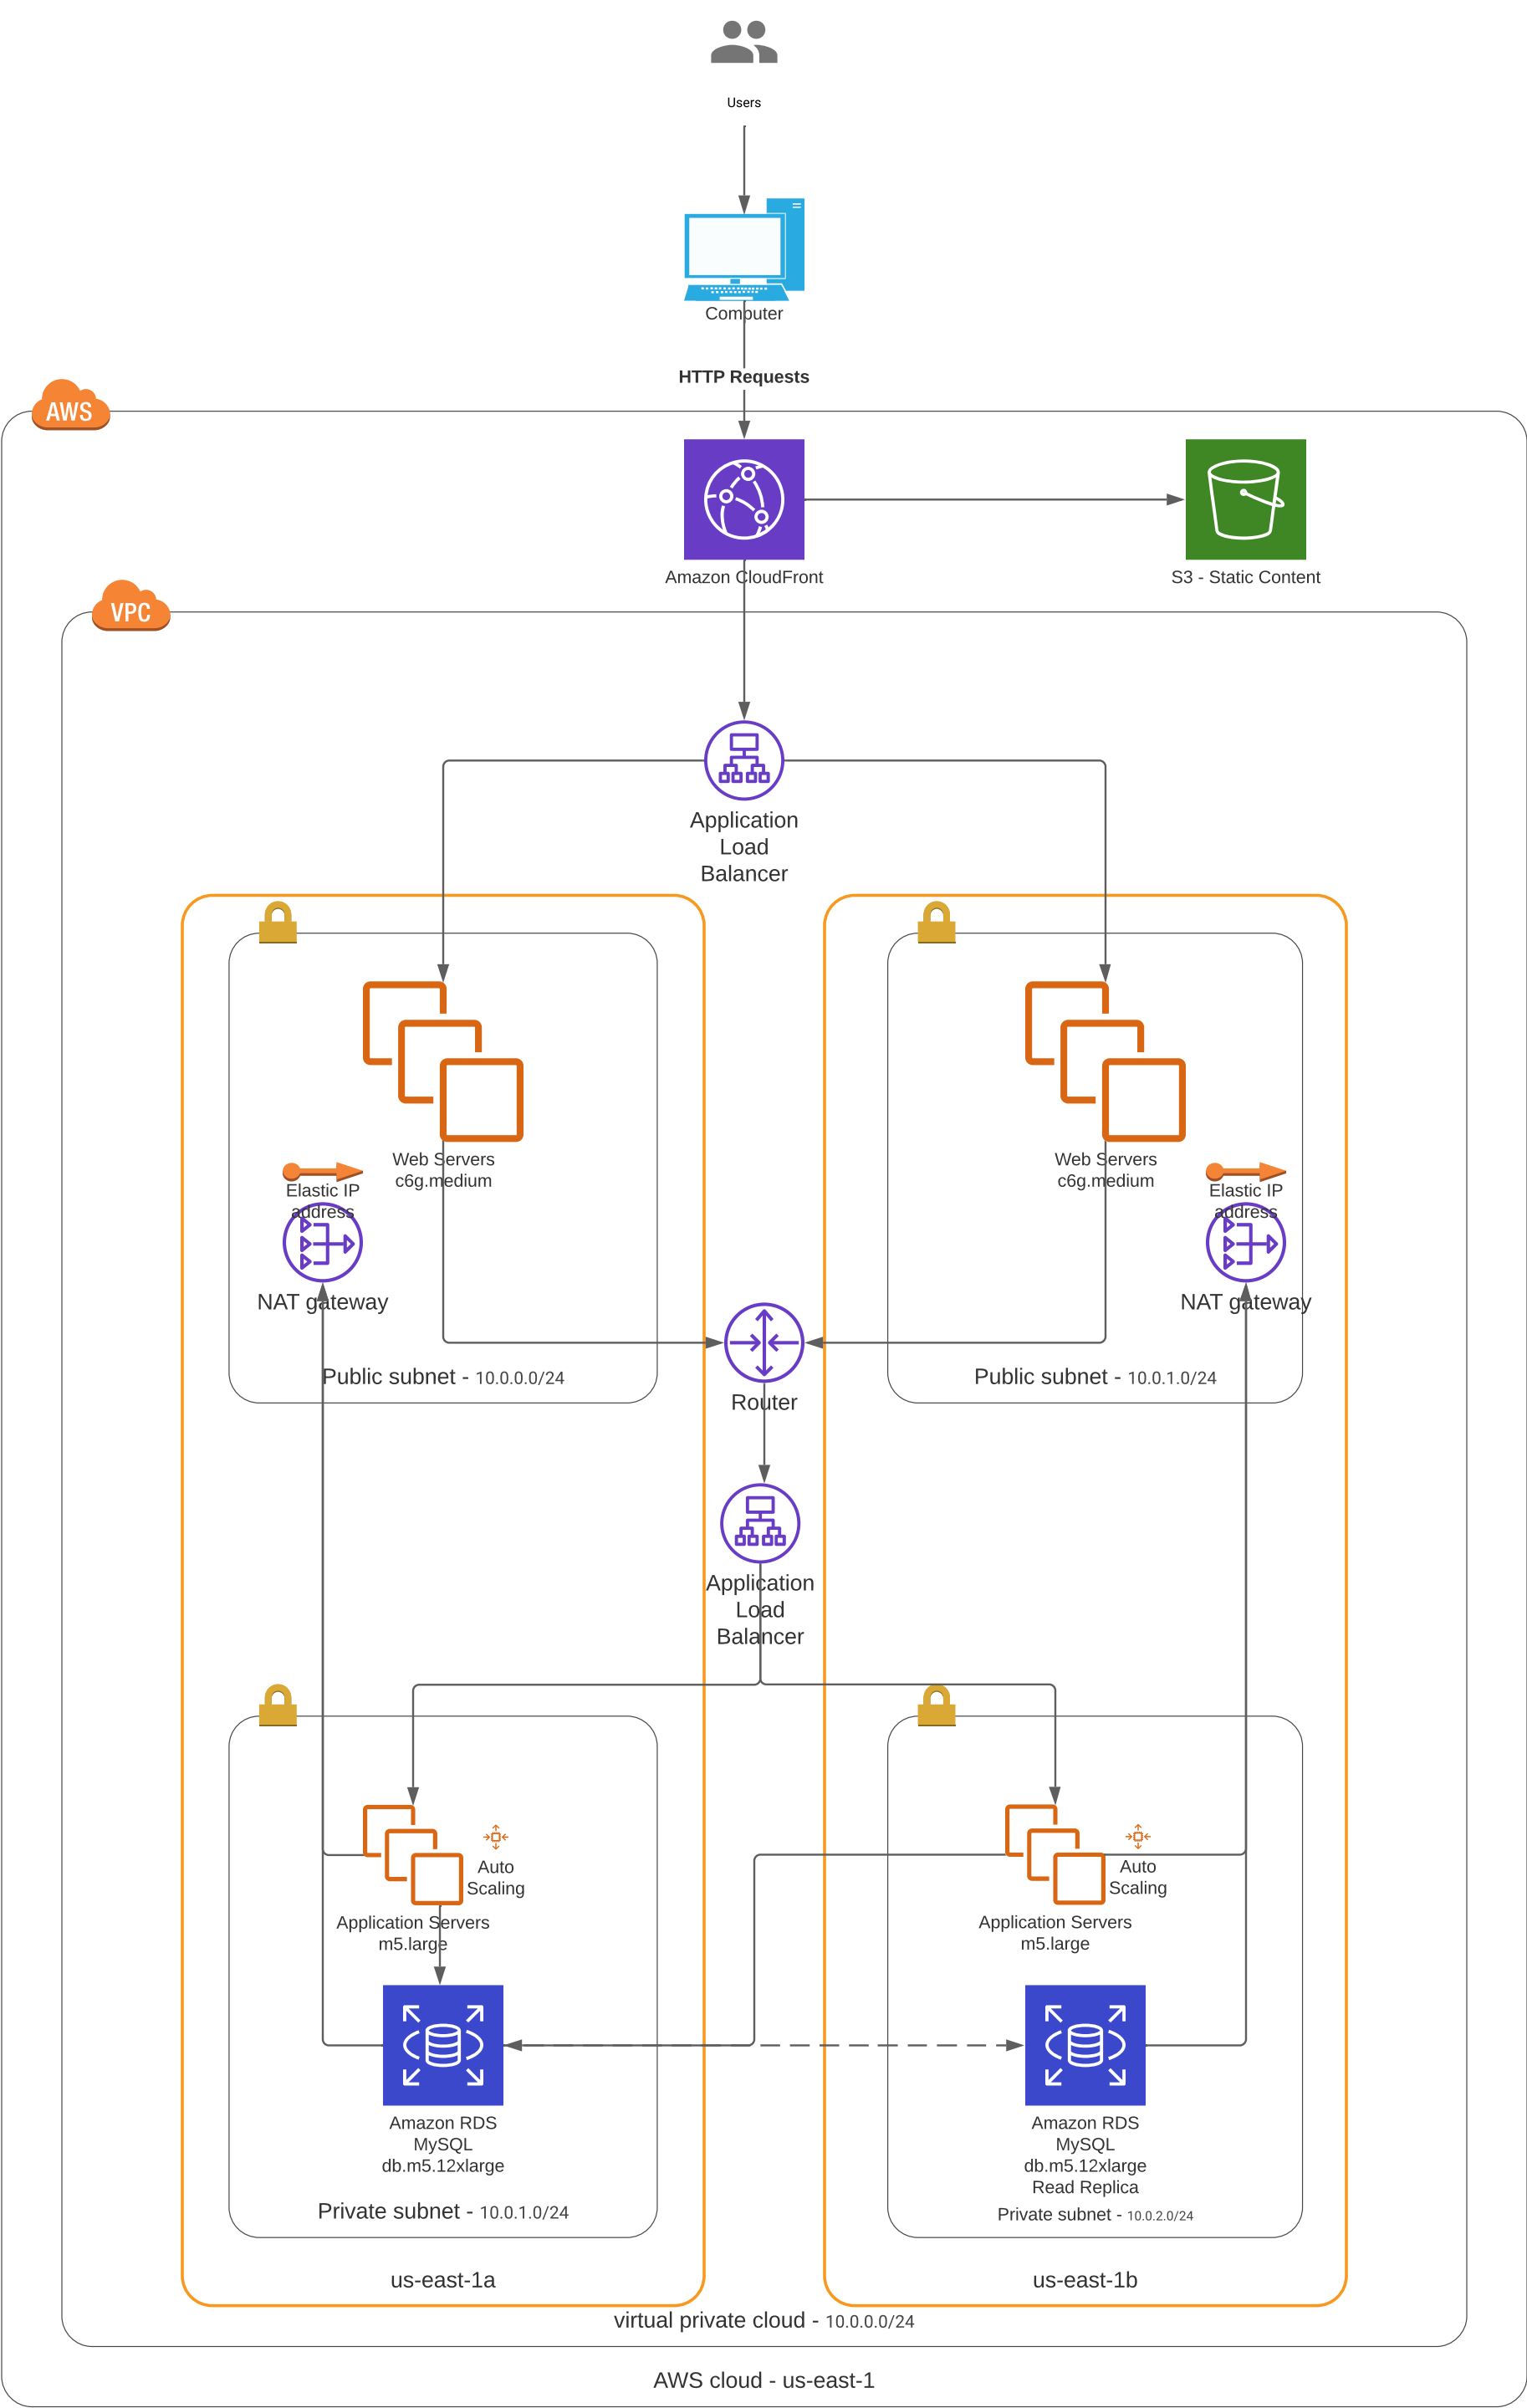 Users
Computer
HTTP Requests
AWS
Amazon CloudFront
S3 - Static Content
VPC
Application
Load
Balancer
Web Servers
c6g.medium
Elastic IP
address
NAT gateway
Public subnet - 10.0.0.0/24
Web Servers
c6g.medium
Elastic IP
address
NAT gateway
Public subnet - 10.0.1.0/24
Router
Application
Load
Balancer
Auto
Scaling
Application Servers
m5.large
Amazon RDS
MySQL
db.m5.12xlarge
Private subnet - 10.0.1.0/24
us-east-1a
Auto
Scaling
Application Servers
m5.large
Amazon RDS
MySQL
db.m5.12xlarge
Read Replica
Private subnet - 10.0.2.0/24
us-east-1b
virtual private cloud - 10.0.0.0/24
AWS cloud - us-east-1